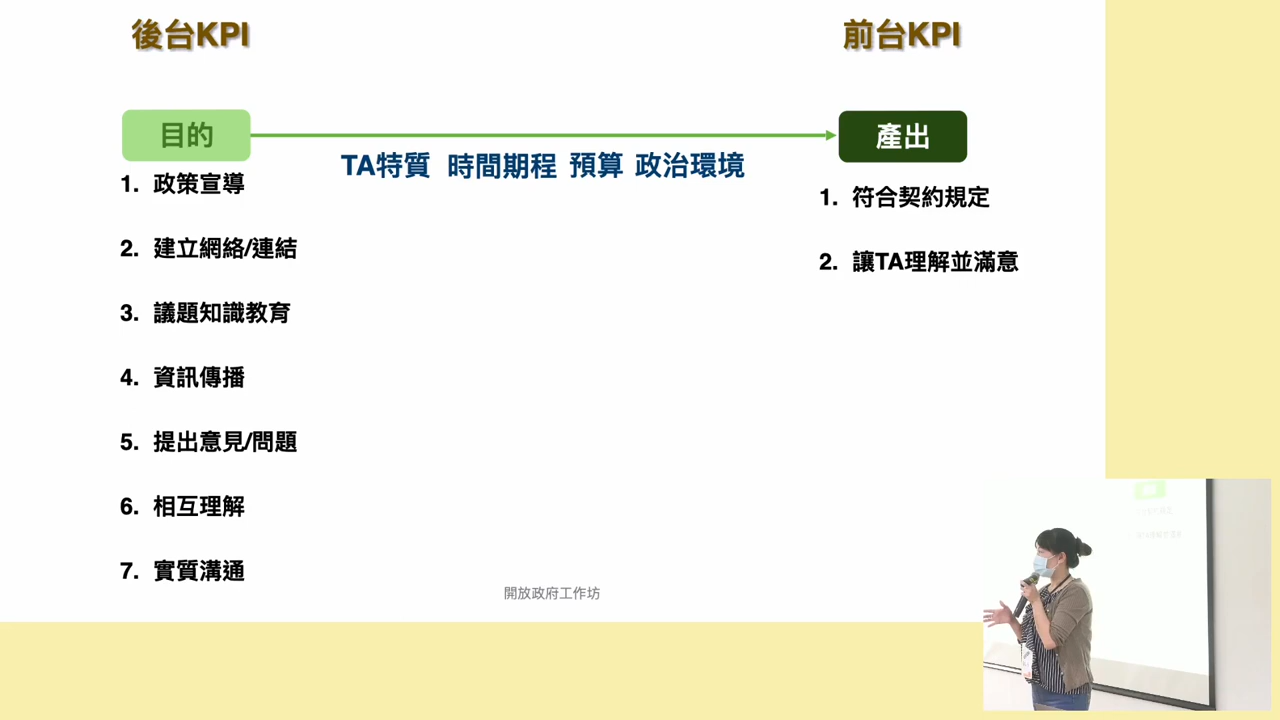 後台KPI
前台KPI
目的
產出
TA特質 時間期程 預算 政治環境
1. 政策宣導
2. 建立網絡/連結
3. 議題知識教育
4. 資訊傳播
5. 提出意見/問題
6. 相互理解
7. 實質溝通
1. 符合契約規定
2. 讓TA理解並滿意
開放政府工作坊